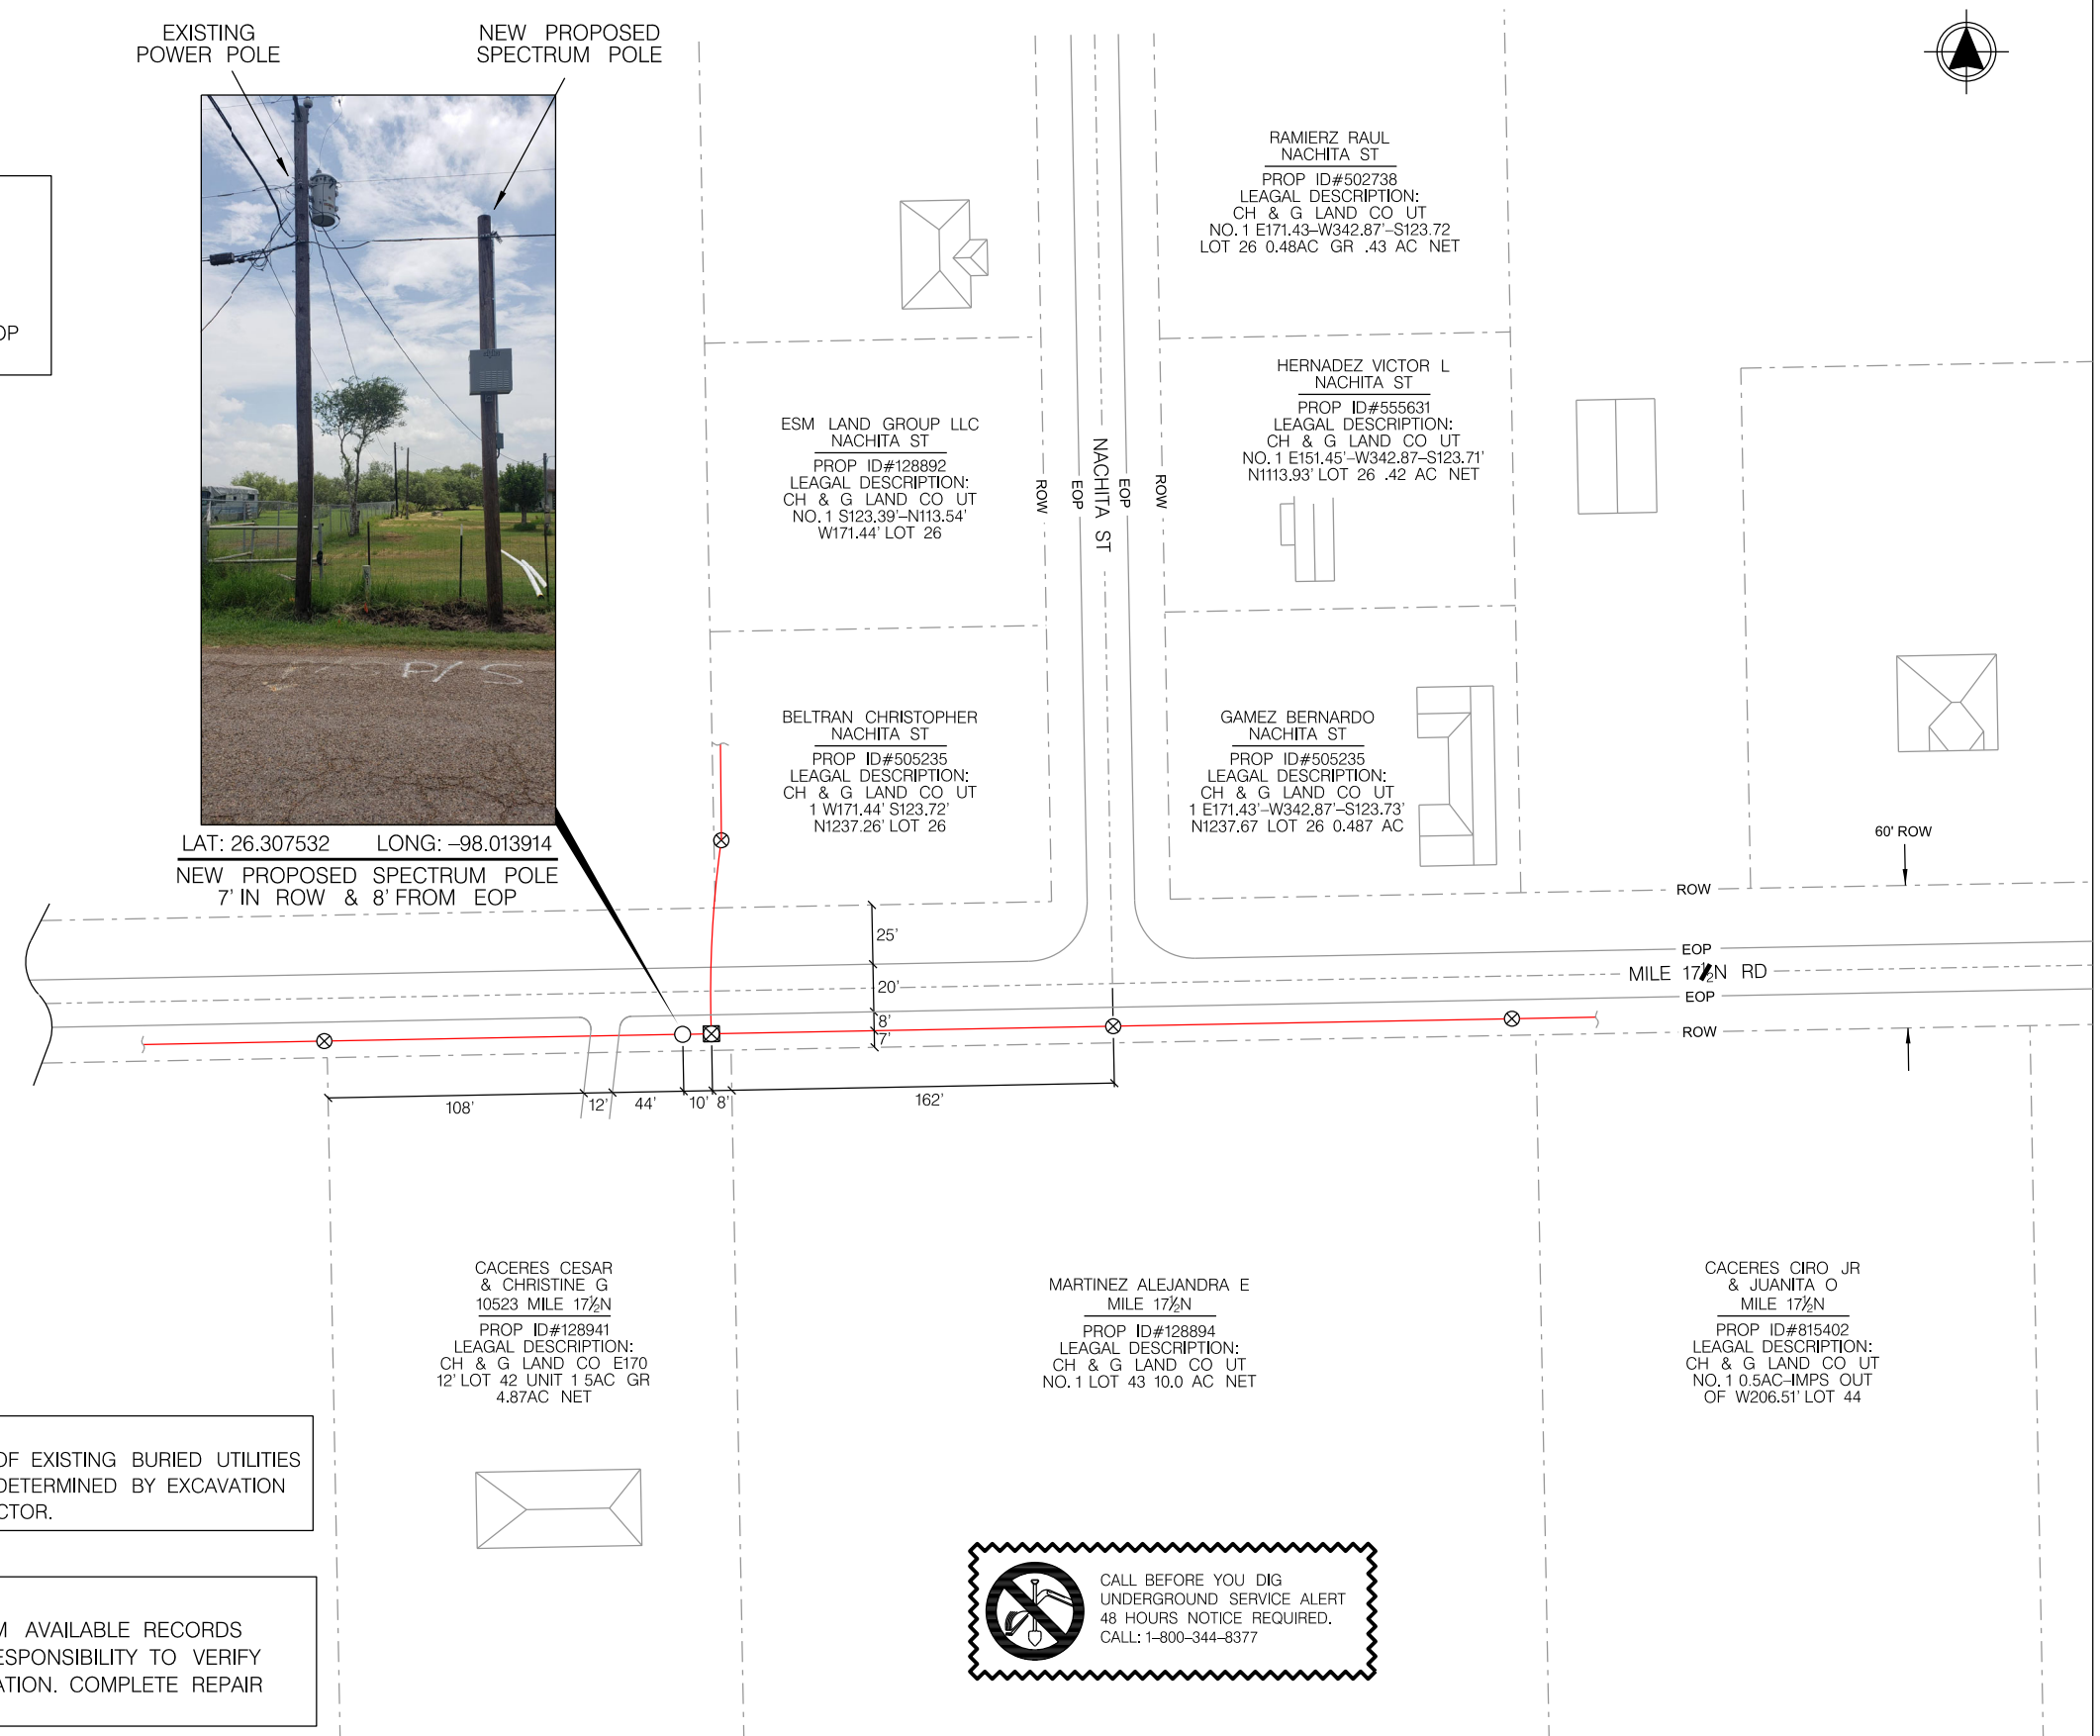 EXISTING
POWER POLE
NEW PROPOSED
SPECTRUM POLE
OP
P/S
LAT: 26.307532 LONG: –98.013914
NEW PROPOSED SPECTRUM POLE
7' IN ROW & 8' FROM EOP
RAMIERZ RAUL
NACHITA ST
PROP ID#502738
LEAGAL DESCRIPTION:
CH & G LAND CO UT
NO. 1 E171.43–W342.87'–S123.72
LOT 26 0.48AC GR .43 AC NET
HERNADEZ VICTOR L
NACHITA ST
PROP ID#555631
LEAGAL DESCRIPTION:
CH & G LAND CO UT
NO. 1 E151.45'–W342.87–S123.71'
N1113.93' LOT 26 .42 AC NET
ESM LAND GROUP LLC
NACHITA ST
PROP ID#128892
LEAGAL DESCRIPTION:
CH & G LAND CO UT
NO. 1 S123.39'–N113.54'
W171.44' LOT 26
ROW
EOP
NACHITA ST
EOP
ROW
BELTRAN CHRISTOPHER
NACHITA ST
PROP ID#505235
LEAGAL DESCRIPTION:
CH & G LAND CO UT
1 W171.44' S123.72'
N1237.26' LOT 26
GAMEZ BERNARDO
NACHITA ST
PROP ID#505235
LEAGAL DESCRIPTION:
CH & G LAND CO UT
1 E171.43'–W342.87'–S123.73'
N1237.67 LOT 26 0.487 AC
60' ROW
ROW
25'
EOP
MILE 17½N RD
20'
EOP
8'
ROW
7'
108'
12'
44'
10'
8'
162'
CACERES CESAR
& CHRISTINE G
10523 MILE 17½N
PROP ID#128941
LEAGAL DESCRIPTION:
CH & G LAND CO E170
12' LOT 42 UNIT 1 5AC GR
4.87AC NET
MARTINEZ ALEJANDRA E
MILE 17½N
PROP ID#128894
LEAGAL DESCRIPTION:
CH & G LAND CO UT
NO. 1 LOT 43 10.0 AC NET
CACERES CIRO JR
& JUANITA O
MILE 17½N
PROP ID#815402
LEAGAL DESCRIPTION:
CH & G LAND CO UT
NO. 1 0.5AC–IMPS OUT
OF W206.51' LOT 44
OF EXISTING BURIED UTILITIES
DETERMINED BY EXCAVATION
CTOR.
M AVAILABLE RECORDS
ESPONSIBILITY TO VERIFY
ATION. COMPLETE REPAIR
CALL BEFORE YOU DIG
UNDERGROUND SERVICE ALERT
48 HOURS NOTICE REQUIRED.
CALL: 1–800–344–8377